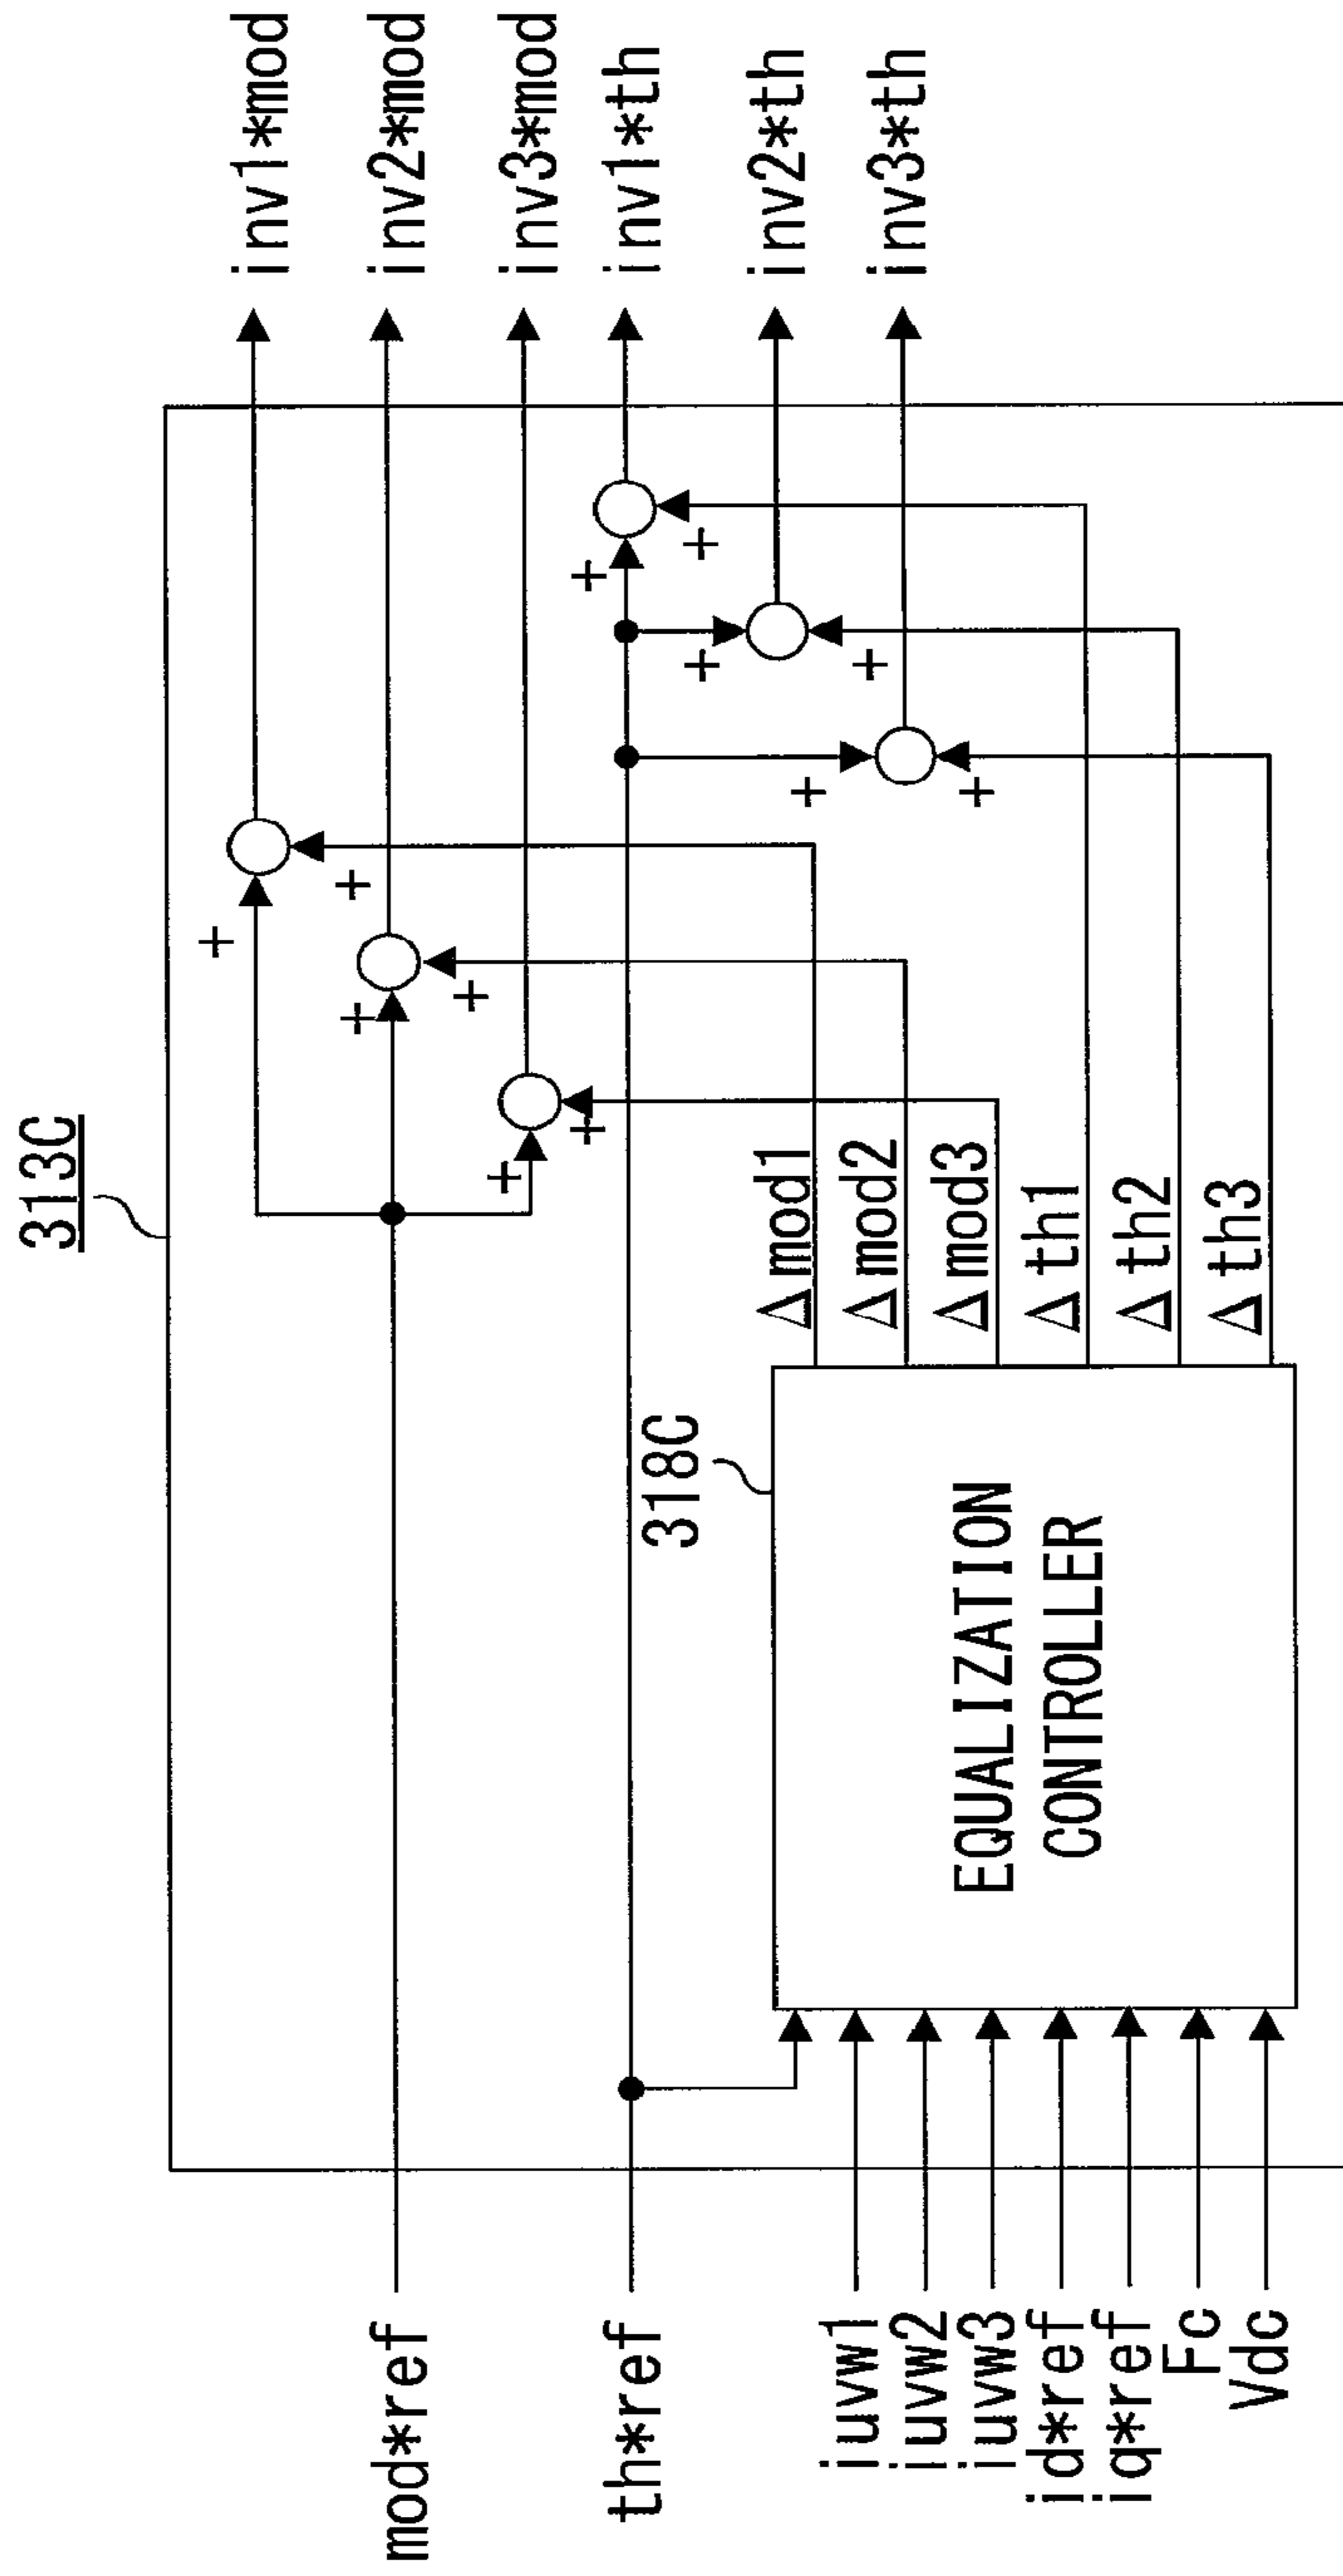 313C
mod*ref
th*ref
iuvw1
iuvw2
iuvw3
id*ref
iq*ref
Fc
Vdc
318C
EQUALIZATION
CONTROLLER
Δmod1
Δmod2
Δmod3
Δth1
Δth2
Δth3
+
+
+
+
+
+
+
+
+
+
+
+
inv1*mod
inv2*mod
inv3*mod
inv1*th
inv2*th
inv3*th